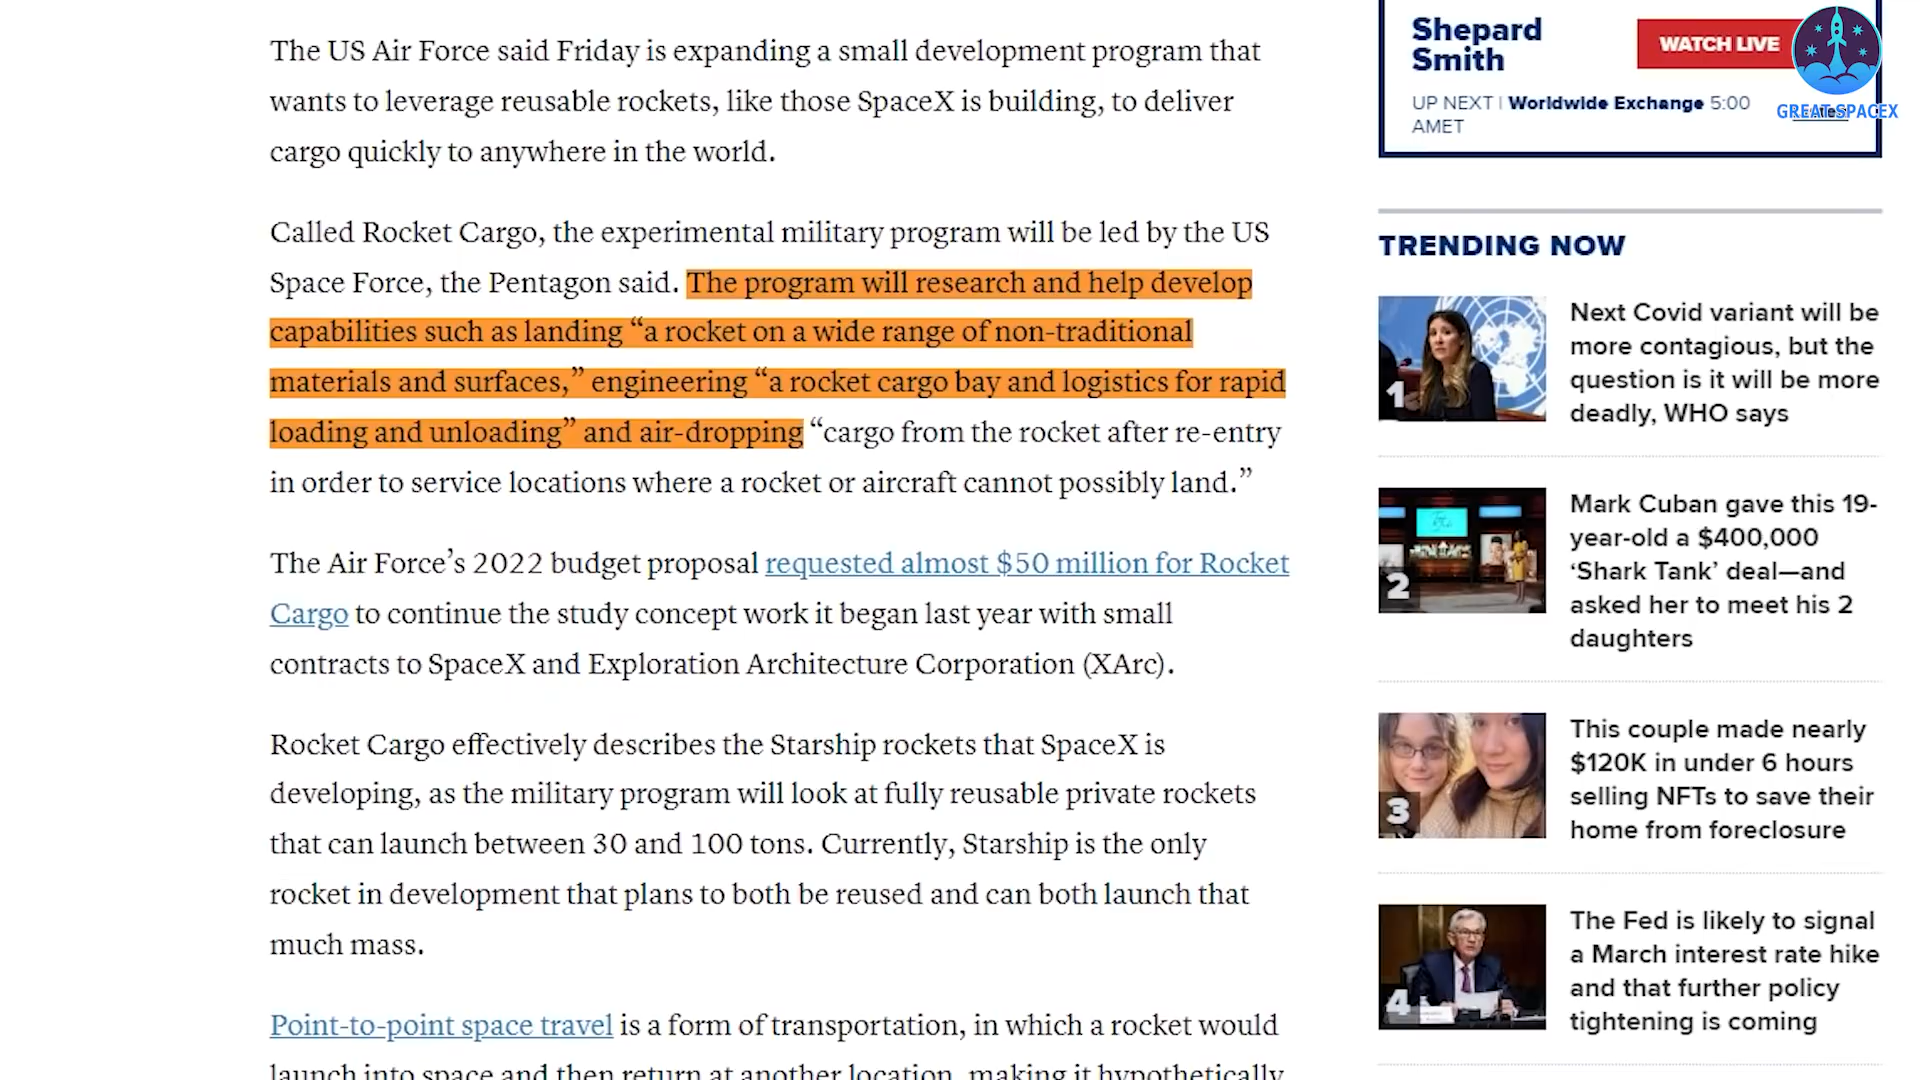 The US Air Force said Friday is expanding a small development program that
wants to leverage reusable rockets, like those SpaceX is building, to deliver
cargo quickly to anywhere in the world.
Called Rocket Cargo, the experimental military program will be led by the US
Space Force, the Pentagon said. The program will research and help develop
capabilities such as landing “a rocket on a wide range of non-traditional
materials and surfaces,” engineering “a rocket cargo bay and logistics for rapid
loading and unloading” and air-dropping “cargo from the rocket after re-entry
in order to service locations where a rocket or aircraft cannot possibly land.”
The Air Force’s 2022 budget proposal requested almost $50 million for Rocket
Cargo to continue the study concept work it began last year with small
contracts to SpaceX and Exploration Architecture Corporation (XArc).
Rocket Cargo effectively describes the Starship rockets that SpaceX is
developing, as the military program will look at fully reusable private rockets
that can launch between 30 and 100 tons. Currently, Starship is the only
rocket in development that plans to both be reused and can both launch that
much mass.
Point-to-point space travel is a form of transportation, in which a rocket would
launch into space and then return at another location, making it hypothetically
Shepard
Smith
WATCH LIVE
UP NEXT | Worldwide Exchange 5:00
AMET
GREAT SPACEX
TRENDING NOW
1
Next Covid variant will be
more contagious, but the
question is it will be more
deadly, WHO says
2
Mark Cuban gave this 19-
year-old a $400,000
‘Shark Tank’ deal—and
asked her to meet his 2
daughters
3
This couple made nearly
$120K in under 6 hours
selling NFTs to save their
home from foreclosure
4
The Fed is likely to signal
a March interest rate hike
and that further policy
tightening is coming